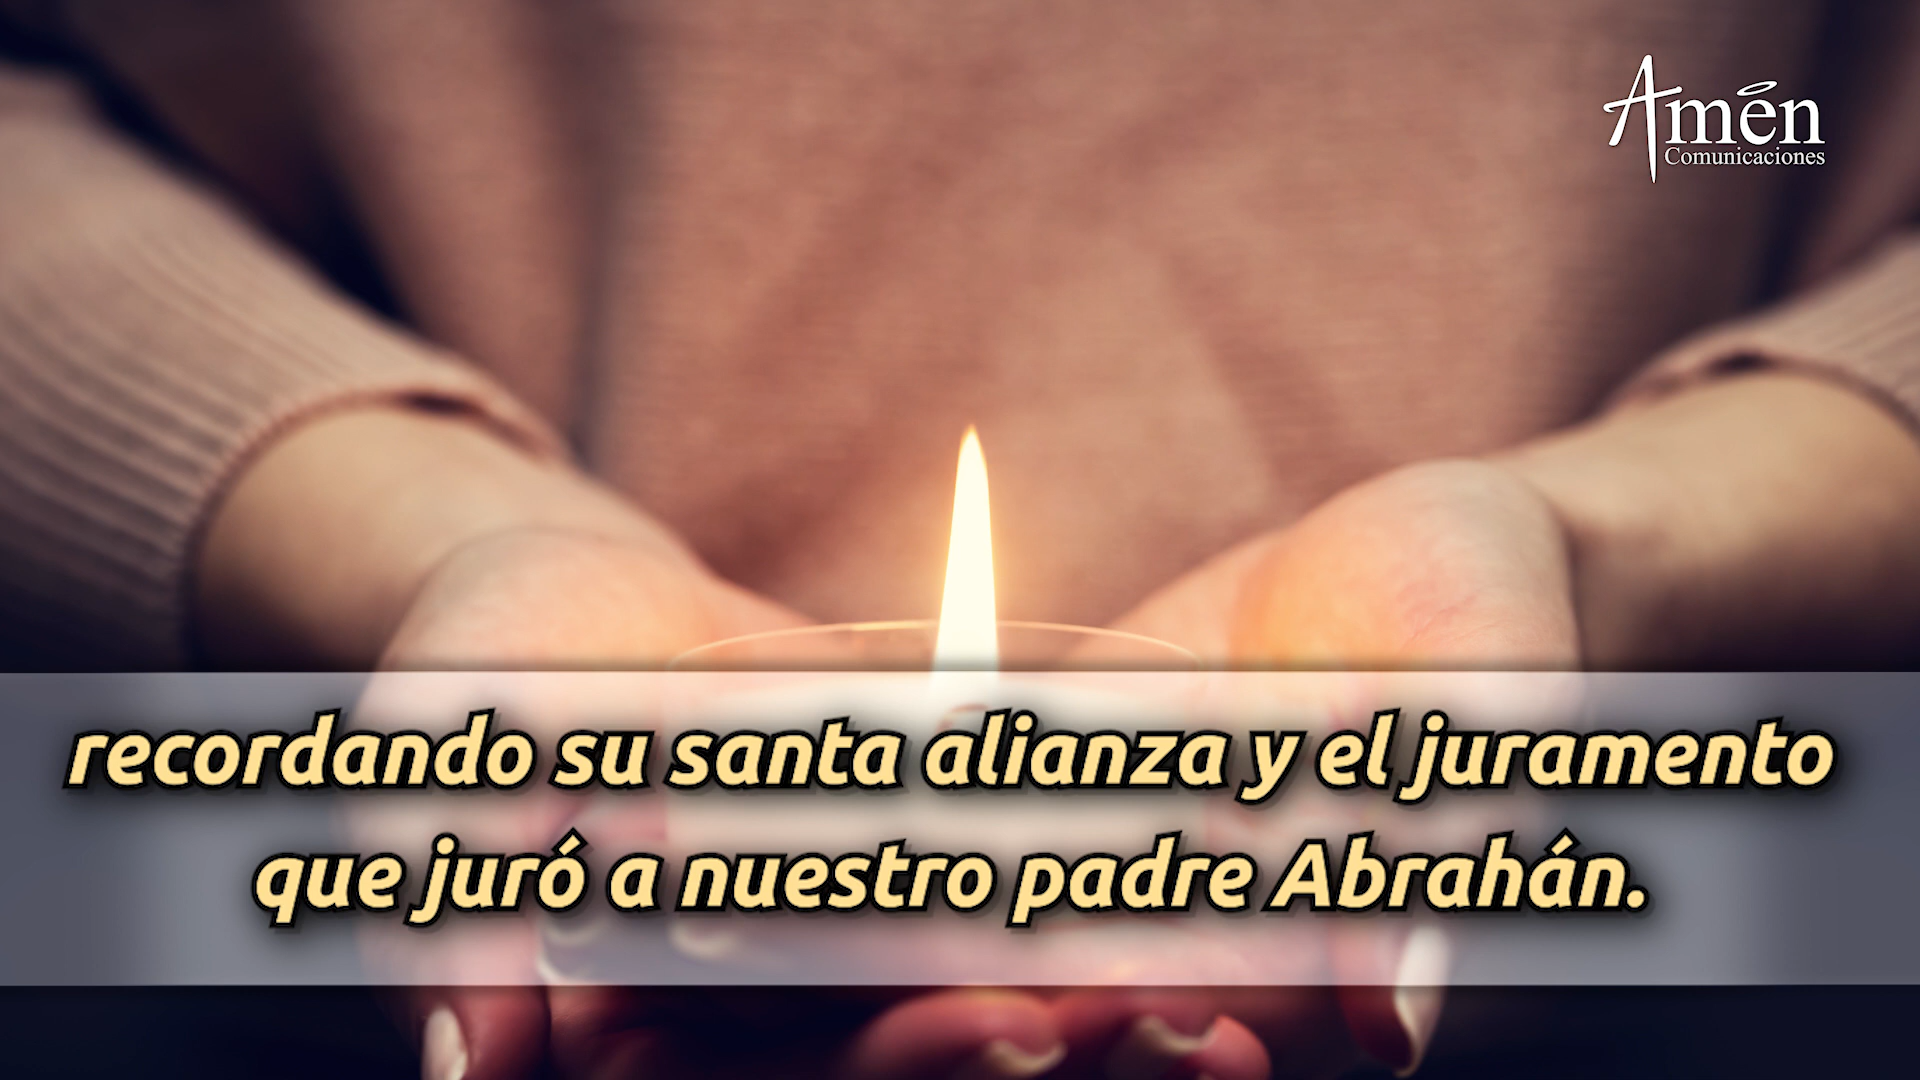 Amén
Comunicaciones
recordando su santa alianza y el juramento
que juró a nuestro padre Abrahán.